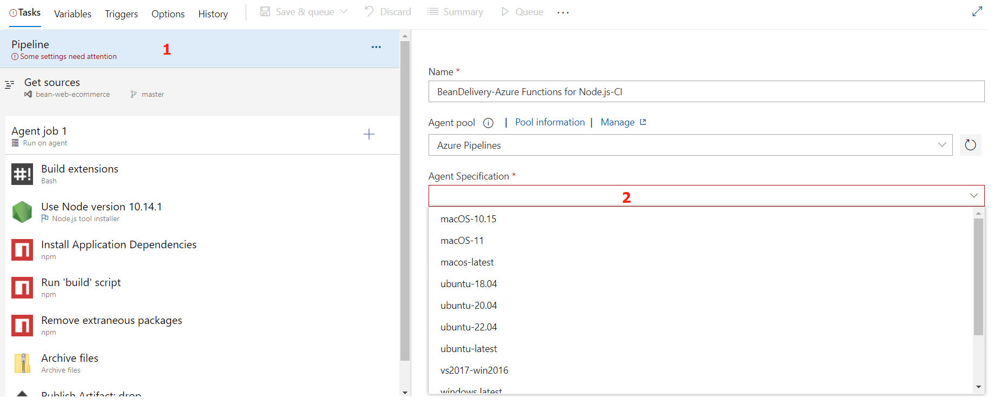 Tasks Variables Triggers Options History Save & queue Discard Summary Queue ...
Pipeline
Some settings need attention
1
Get sources
bean-web-ecommerce master
Agent job 1
Run on agent
Build extensions
Bash
#!
Use Node version 10.14.1
Node.js tool installer
Install Application Dependencies
npm
Run 'build' script
npm
Remove extraneous packages
npm
Archive files
Archive files
Publish Artifact: drop
Name *
BeanDelivery-Azure Functions for Node.js-CI
Agent pool | Pool information | Manage
Azure Pipelines
Agent Specification *
2
macOS-10.15
macOS-11
macos-latest
ubuntu-18.04
ubuntu-20.04
ubuntu-22.04
ubuntu-latest
vs2017-win2016
windows-latest